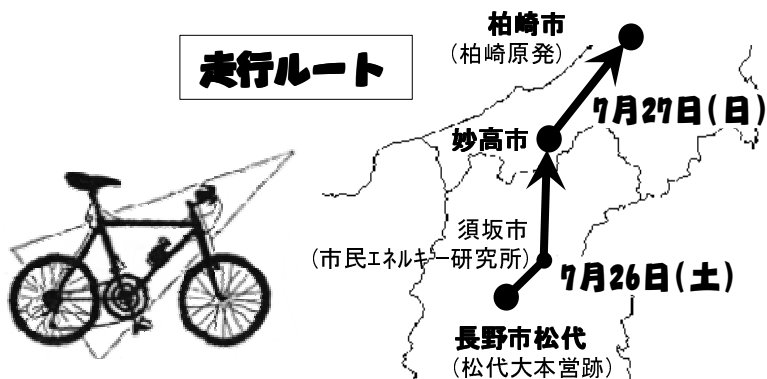 走行ルート
柏崎市
（柏崎原発）
7月27日（日）
妙高市
須坂市
（市民エネルキー研究所）
7月26日（土）
長野市松代
（松代大本営跡）